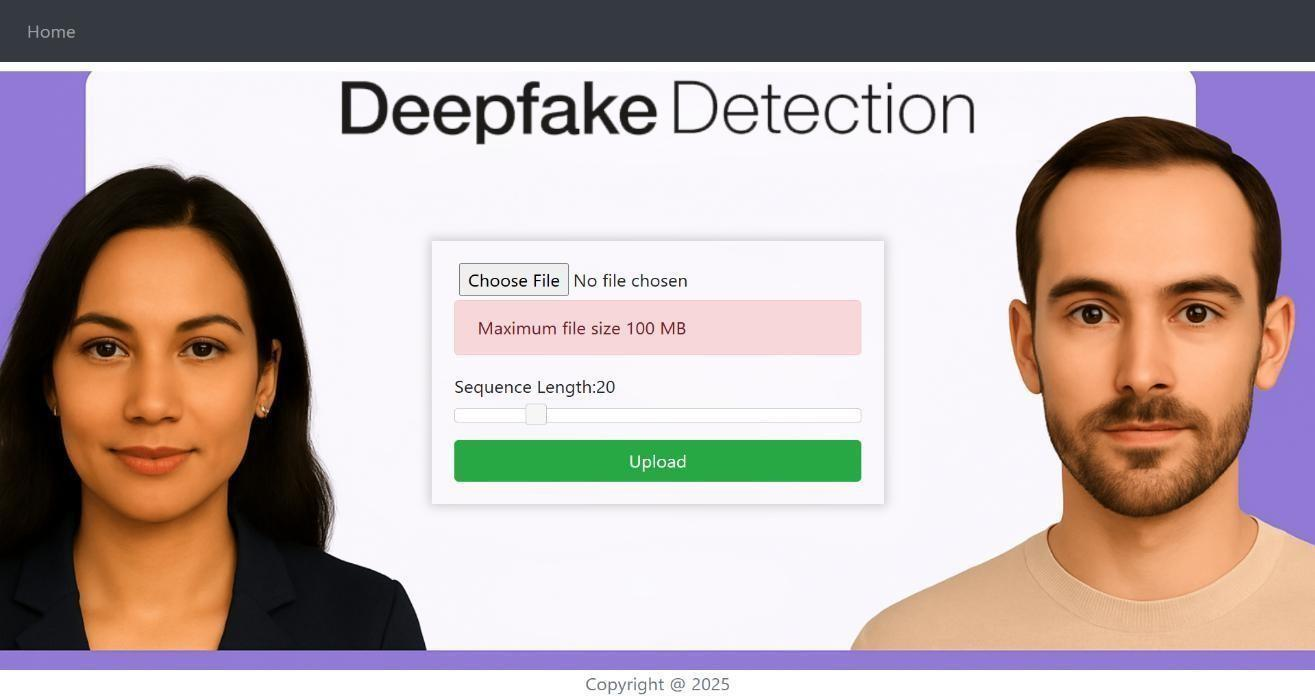 Home
Deepfake Detection
Choose File No file chosen
Maximum file size 100 MB
Sequence Length:20
Upload
Copyright @ 2025